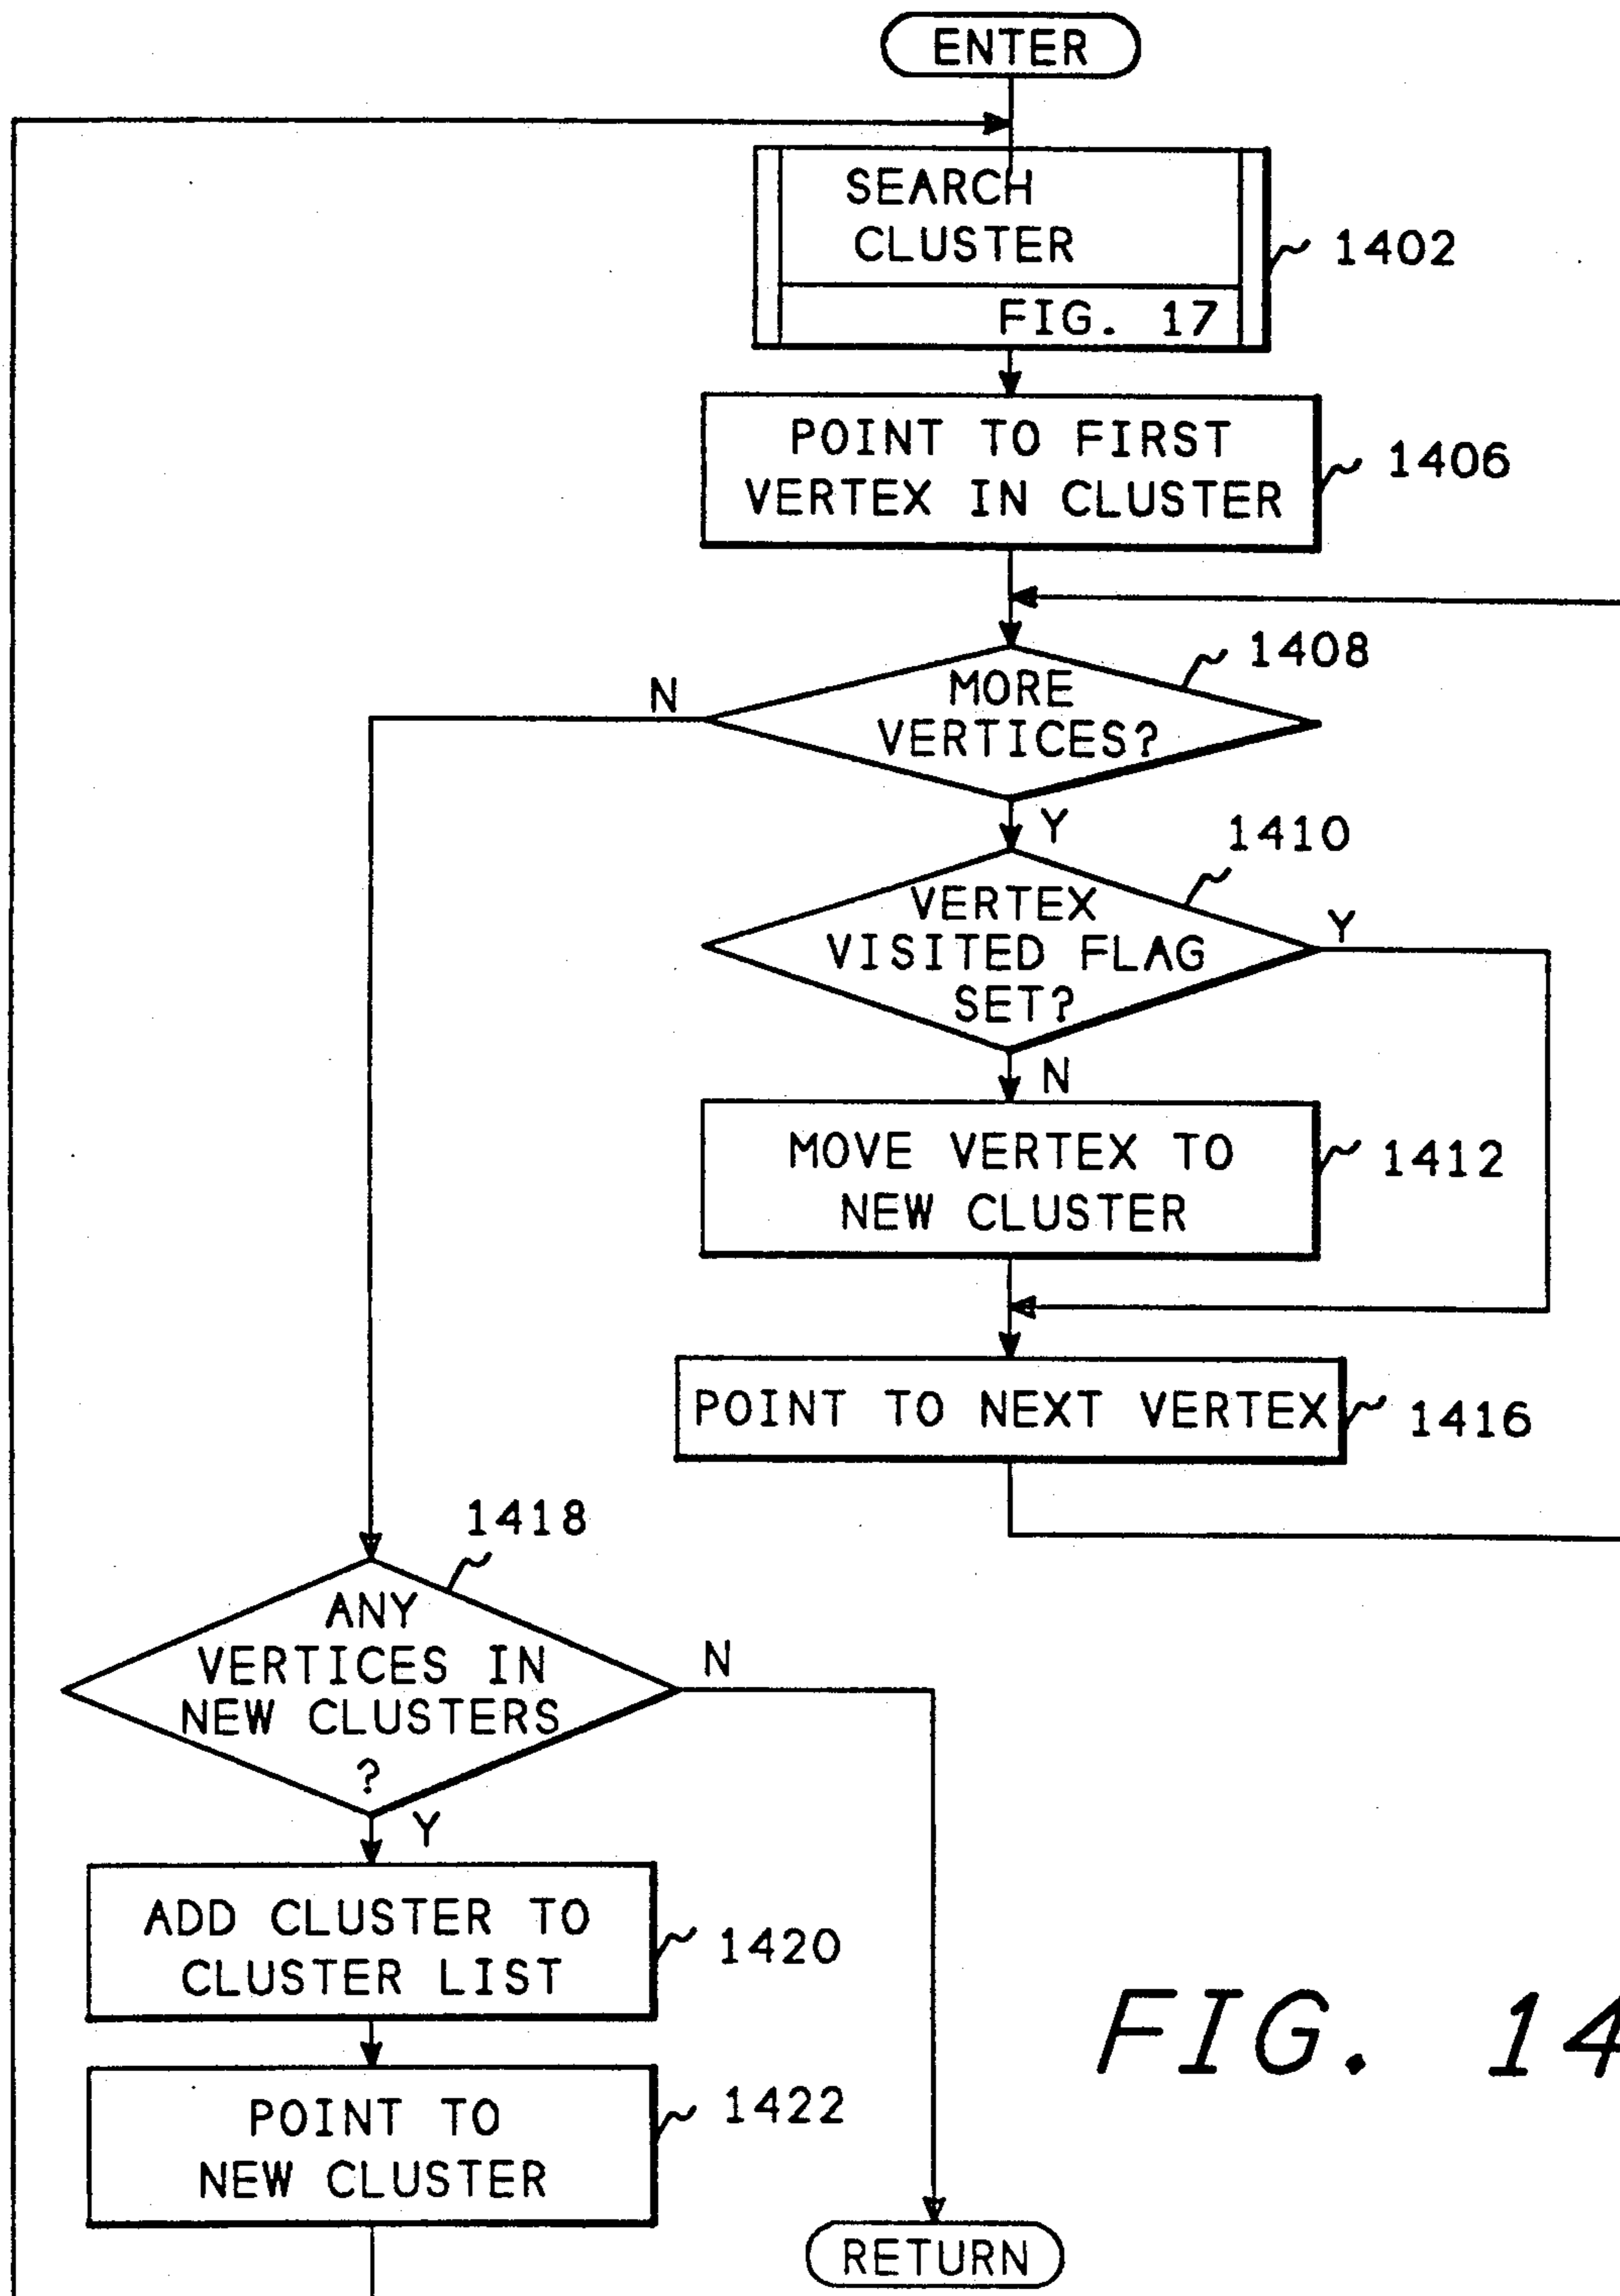 ENTER
SEARCH
CLUSTER
FIG. 17
1402
POINT TO FIRST
VERTEX IN CLUSTER
1406
1408
N
MORE
VERTICES?
Y
1410
VERTEX
VISITED FLAG
SET?
Y
N
MOVE VERTEX TO
NEW CLUSTER
1412
POINT TO NEXT VERTEX
1416
1418
ANY
VERTICES IN
NEW CLUSTERS
?
N
Y
ADD CLUSTER TO
CLUSTER LIST
1420
POINT TO
NEW CLUSTER
1422
RETURN
FIG. 14